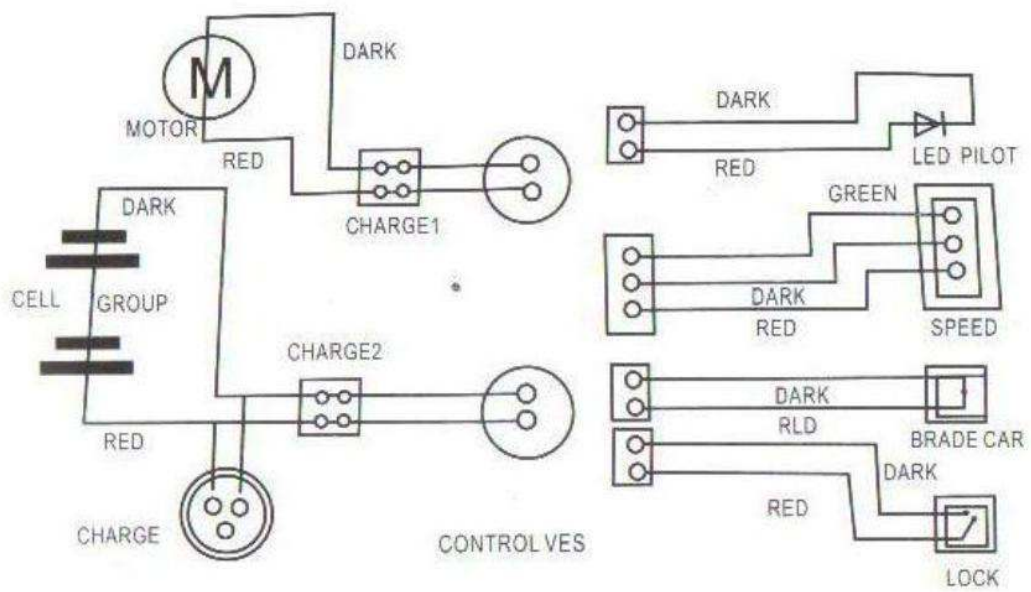 M
DARK
MOTOR
RED
CHARGE1
DARK
CELL GROUP
CHARGE2
RED
CHARGE
CONTROL VES
DARK
RED
LED PILOT
GREEN
DARK
RED
SPEED
DARK
RLD
BRADE CAR
DARK
RED
LOCK